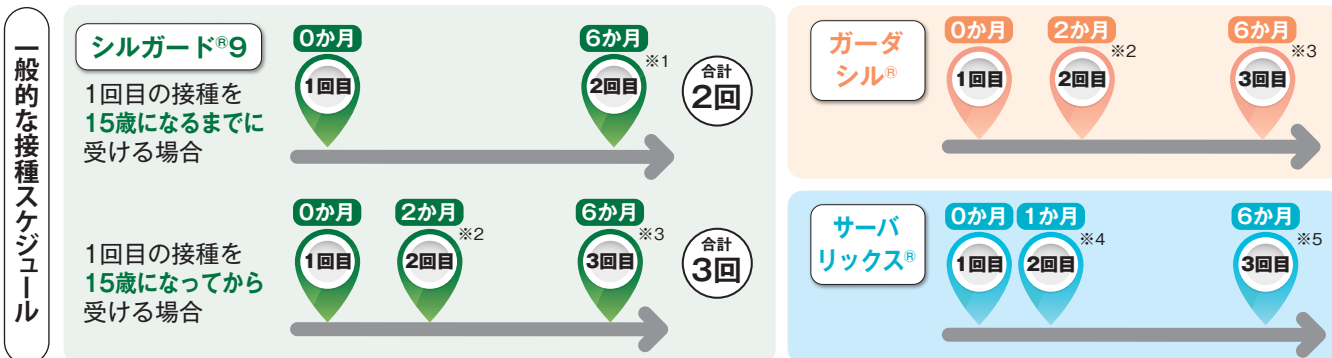 一般的な接種スケジュール
シルガード®9
1回目の接種を
15歳になるまでに
受ける場合
0か月
1回目
6か月
※1
2回目
合計
2回
1回目の接種を
15歳になってから
受ける場合
0か月
1回目
2か月
※2
2回目
6か月
※3
3回目
合計
3回
ガーダ
シル®
0か月
1回目
2か月
※2
2回目
6か月
※3
3回目
サーバ
リックス®
0か月
1回目
1か月
※4
2回目
6か月
※5
3回目